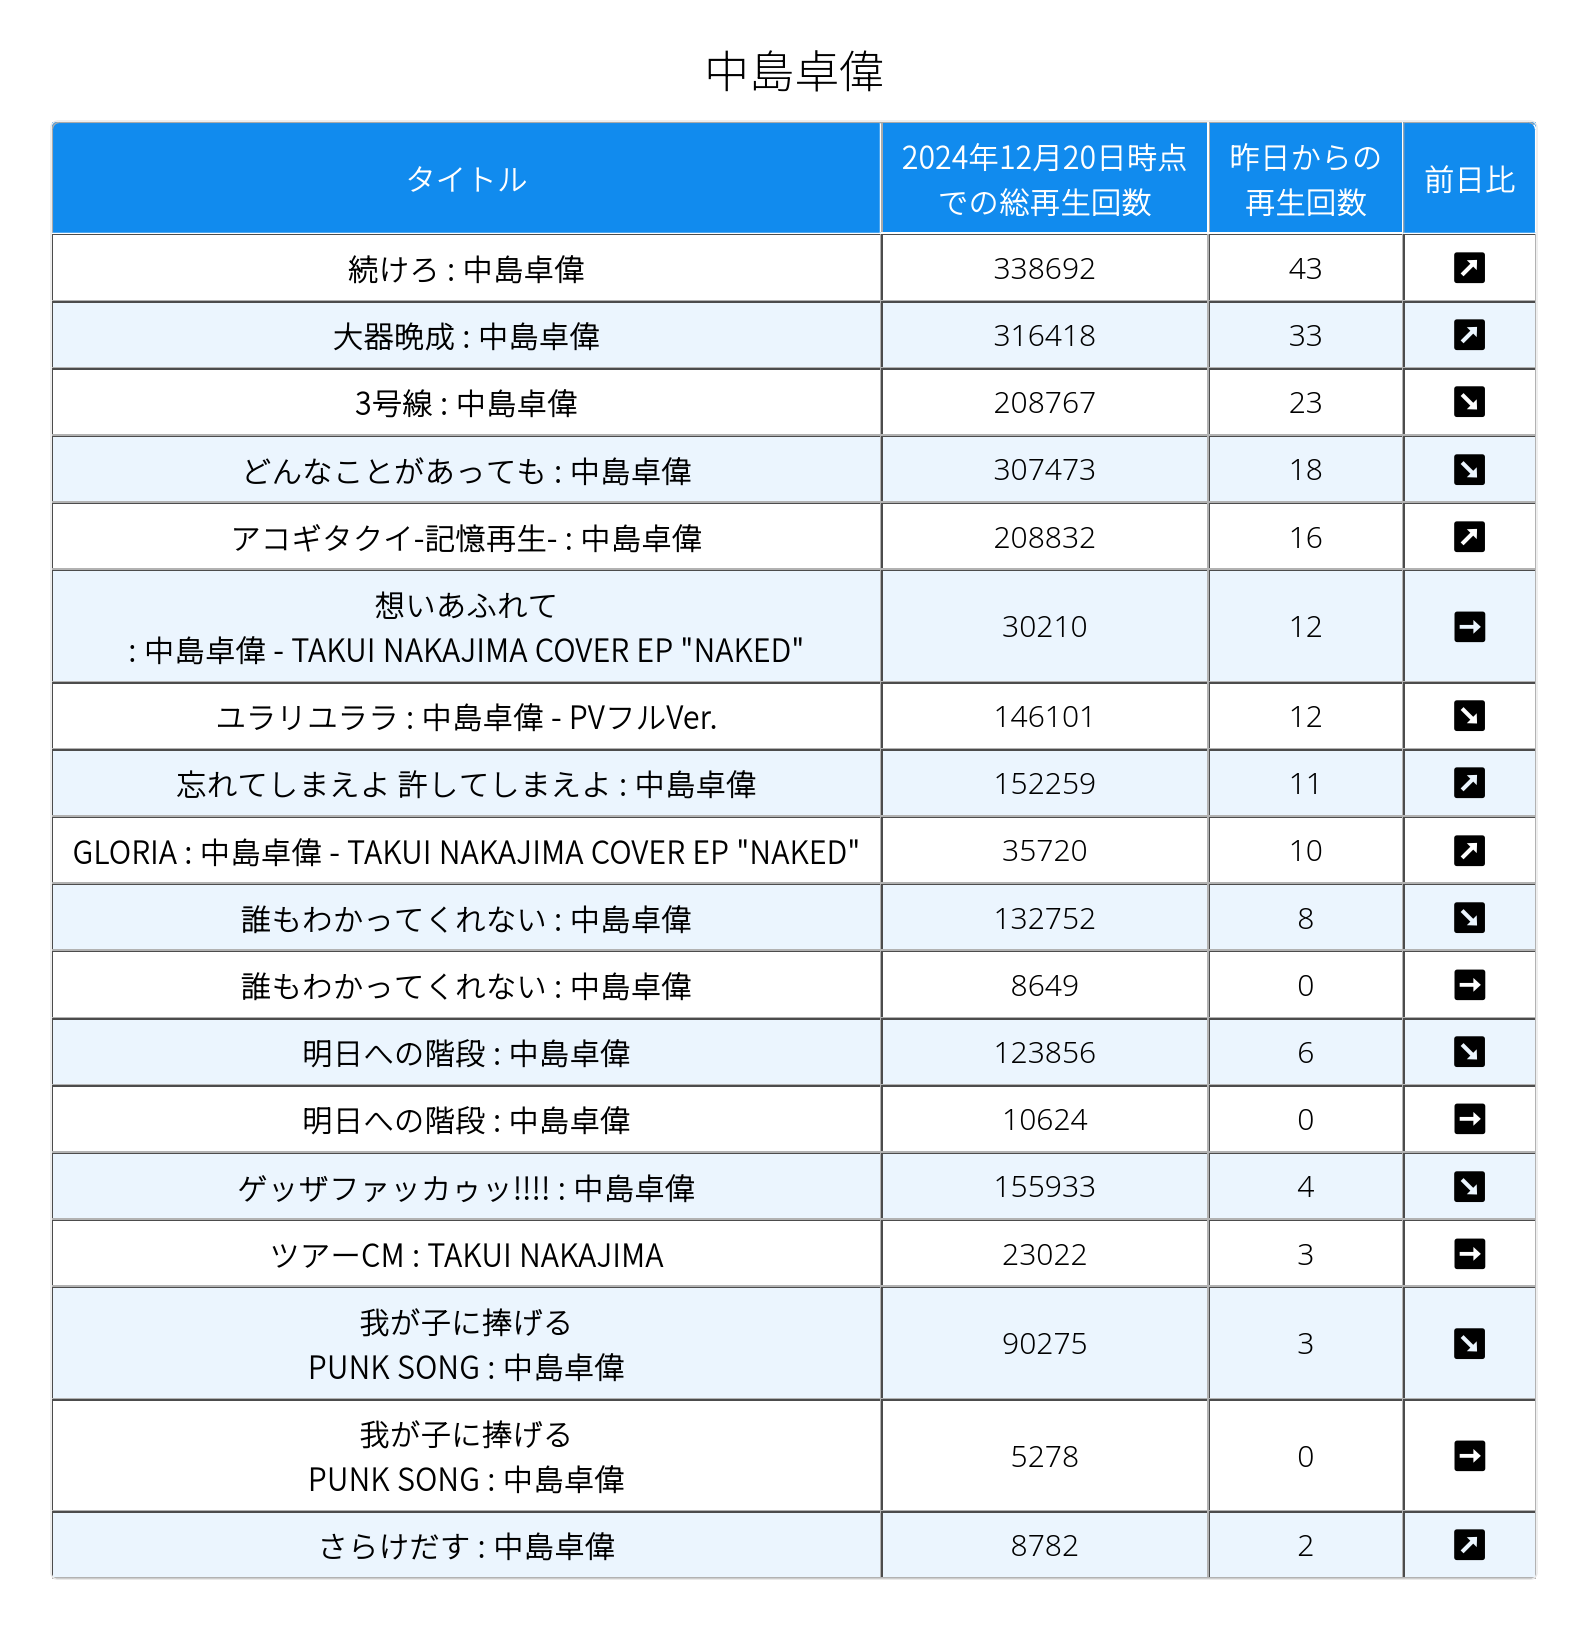 中島卓偉
タイトル
2024年12月20日時点
での総再生回数
昨日からの
再生回数
前日比
続けろ : 中島卓偉
338692
43
大器晩成 : 中島卓偉
316418
33
3号線 : 中島卓偉
208767
23
どんなことがあっても : 中島卓偉
307473
18
アコギタクイ-記憶再生- : 中島卓偉
208832
16
想いあふれて
: 中島卓偉 - TAKUI NAKAJIMA COVER EP "NAKED"
30210
12
ユラリユララ : 中島卓偉 - PVフルVer.
146101
12
忘れてしまえよ 許してしまえよ : 中島卓偉
152259
11
GLORIA : 中島卓偉 - TAKUI NAKAJIMA COVER EP "NAKED"
35720
10
誰もわかってくれない : 中島卓偉
132752
8
誰もわかってくれない : 中島卓偉
8649
0
明日への階段 : 中島卓偉
123856
6
明日への階段 : 中島卓偉
10624
0
ゲッザファッカゥッ!!!! : 中島卓偉
155933
4
ツアーCM : TAKUI NAKAJIMA
23022
3
我が子に捧げる
PUNK SONG : 中島卓偉
90275
3
我が子に捧げる
PUNK SONG : 中島卓偉
5278
0
さらけだす : 中島卓偉
8782
2